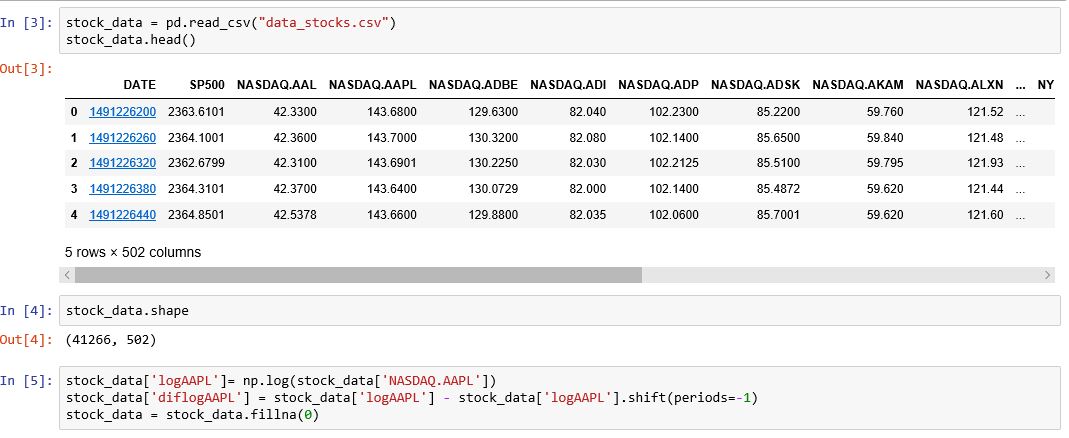 In [3]: stock_data = pd.read_csv("data_stocks.csv")
stock_data.head()
Out[3]:
DATE SP500 NASDAQ.AAL NASDAQ.AAPL NASDAQ.ADBE NASDAQ.ADI NASDAQ.ADP NASDAQ.ADSK NASDAQ.AKAM NASDAQ.ALXN ... NY
0 1491226200 2363.6101 42.3300 143.6800 129.6300 82.040 102.2300 85.2200 59.760 121.52 ...
1 1491226260 2364.1001 42.3600 143.7000 130.3200 82.080 102.1400 85.6500 59.840 121.48 ...
2 1491226320 2362.6799 42.3100 143.6901 130.2250 82.030 102.2125 85.5100 59.795 121.93 ...
3 1491226380 2364.3101 42.3700 143.6400 130.0729 82.000 102.1400 85.4872 59.620 121.44 ...
4 1491226440 2364.8501 42.5378 143.6600 129.8800 82.035 102.0600 85.7001 59.620 121.60 ...
5 rows × 502 columns
In [4]: stock_data.shape
Out[4]: (41266, 502)
In [5]: stock_data['logAAPL']= np.log(stock_data['NASDAQ.AAPL'])
stock_data['diflogAAPL'] = stock_data['logAAPL'] - stock_data['logAAPL'].shift(periods=-1)
stock_data = stock_data.fillna(0)